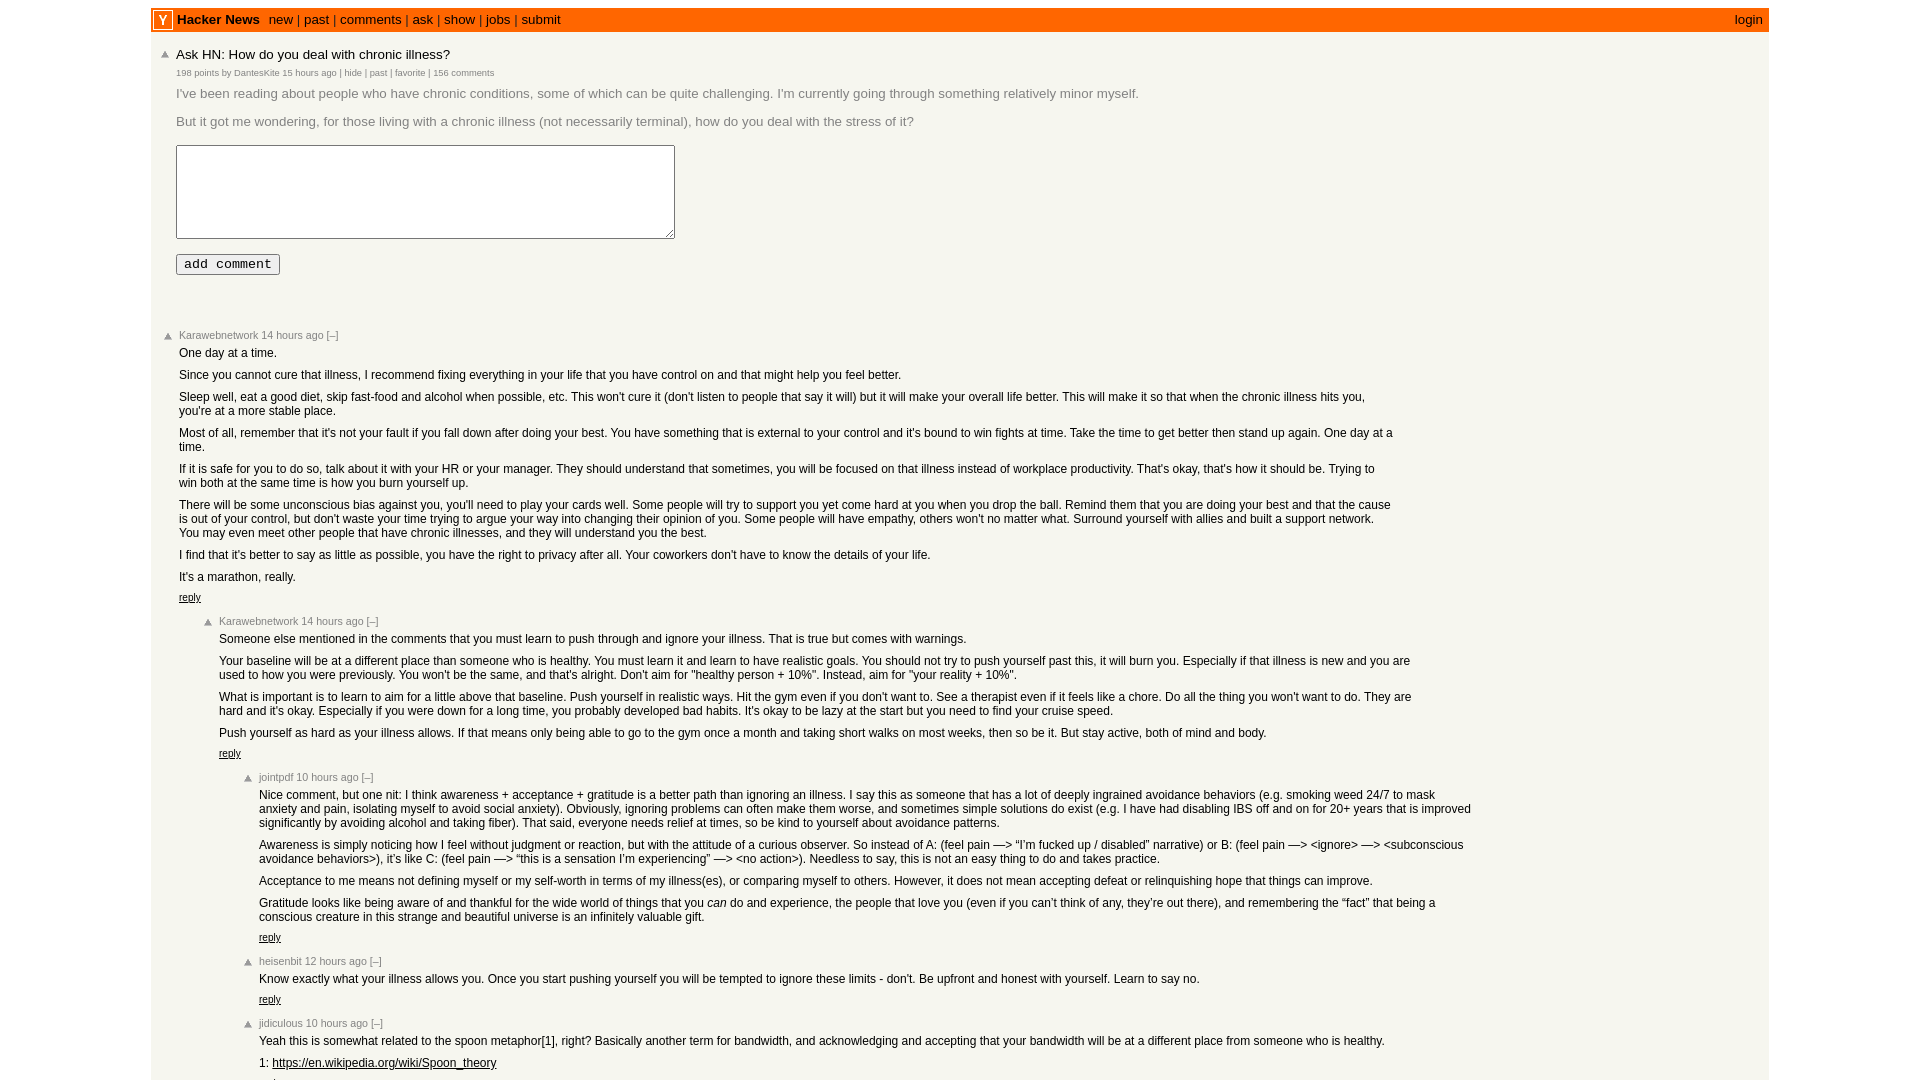 Y Hacker News new | past | comments | ask | show | jobs | submit login
Ask HN: How do you deal with chronic illness?
198 points by DantesKite 15 hours ago | hide | past | favorite | 156 comments
I've been reading about people who have chronic conditions, some of which can be quite challenging. I'm currently going through something relatively minor myself.
But it got me wondering, for those living with a chronic illness (not necessarily terminal), how do you deal with the stress of it?
add comment
Karawebnetwork 14 hours ago [–]
One day at a time.
Since you cannot cure that illness, I recommend fixing everything in your life that you have control on and that might help you feel better.
Sleep well, eat a good diet, skip fast-food and alcohol when possible, etc. This won't cure it (don't listen to people that say it will) but it will make your overall life better. This will make it so that when the chronic illness hits you,
you're at a more stable place.
Most of all, remember that it's not your fault if you fall down after doing your best. You have something that is external to your control and it's bound to win fights at time. Take the time to get better then stand up again. One day at a
time.
If it is safe for you to do so, talk about it with your HR or your manager. They should understand that sometimes, you will be focused on that illness instead of workplace productivity. That's okay, that's how it should be. Trying to
win both at the same time is how you burn yourself up.
There will be some unconscious bias against you, you'll need to play your cards well. Some people will try to support you yet come hard at you when you drop the ball. Remind them that you are doing your best and that the cause
is out of your control, but don't waste your time trying to argue your way into changing their opinion of you. Some people will have empathy, others won't no matter what. Surround yourself with allies and built a support network.
You may even meet other people that have chronic illnesses, and they will understand you the best.
I find that it's better to say as little as possible, you have the right to privacy after all. Your coworkers don't have to know the details of your life.
It's a marathon, really.
reply
Karawebnetwork 14 hours ago [–]
Someone else mentioned in the comments that you must learn to push through and ignore your illness. That is true but comes with warnings.
Your baseline will be at a different place than someone who is healthy. You must learn it and learn to have realistic goals. You should not try to push yourself past this, it will burn you. Especially if that illness is new and you are
used to how you were previously. You won't be the same, and that's alright. Don't aim for "healthy person + 10%". Instead, aim for "your reality + 10%".
What is important is to learn to aim for a little above that baseline. Push yourself in realistic ways. Hit the gym even if you don't want to. See a therapist even if it feels like a chore. Do all the thing you won't want to do. They are
hard and it's okay. Especially if you were down for a long time, you probably developed bad habits. It's okay to be lazy at the start but you need to find your cruise speed.
Push yourself as hard as your illness allows. If that means only being able to go to the gym once a month and taking short walks on most weeks, then so be it. But stay active, both of mind and body.
reply
jointpdf 10 hours ago [–]
Nice comment, but one nit: I think awareness + acceptance + gratitude is a better path than ignoring an illness. I say this as someone that has a lot of deeply ingrained avoidance behaviors (e.g. smoking weed 24/7 to mask
anxiety and pain, isolating myself to avoid social anxiety). Obviously, ignoring problems can often make them worse, and sometimes simple solutions do exist (e.g. I have had disabling IBS off and on for 20+ years that is improved
significantly by avoiding alcohol and taking fiber). That said, everyone needs relief at times, so be kind to yourself about avoidance patterns.
Awareness is simply noticing how I feel without judgment or reaction, but with the attitude of a curious observer. So instead of A: (feel pain —> “I’m fucked up / disabled” narrative) or B: (feel pain —> <ignore> —> <subconscious
avoidance behaviors>), it’s like C: (feel pain —> “this is a sensation I’m experiencing” —> <no action>). Needless to say, this is not an easy thing to do and takes practice.
Acceptance to me means not defining myself or my self-worth in terms of my illness(es), or comparing myself to others. However, it does not mean accepting defeat or relinquishing hope that things can improve.
Gratitude looks like being aware of and thankful for the wide world of things that you can do and experience, the people that love you (even if you can’t think of any, they’re out there), and remembering the “fact” that being a
conscious creature in this strange and beautiful universe is an infinitely valuable gift.
reply
heisenbit 12 hours ago [–]
Know exactly what your illness allows you. Once you start pushing yourself you will be tempted to ignore these limits - don't. Be upfront and honest with yourself. Learn to say no.
reply
jidiculous 10 hours ago [–]
Yeah this is somewhat related to the spoon metaphor[1], right? Basically another term for bandwidth, and acknowledging and accepting that your bandwidth will be at a different place from someone who is healthy.
1: https://en.wikipedia.org/wiki/Spoon_theory